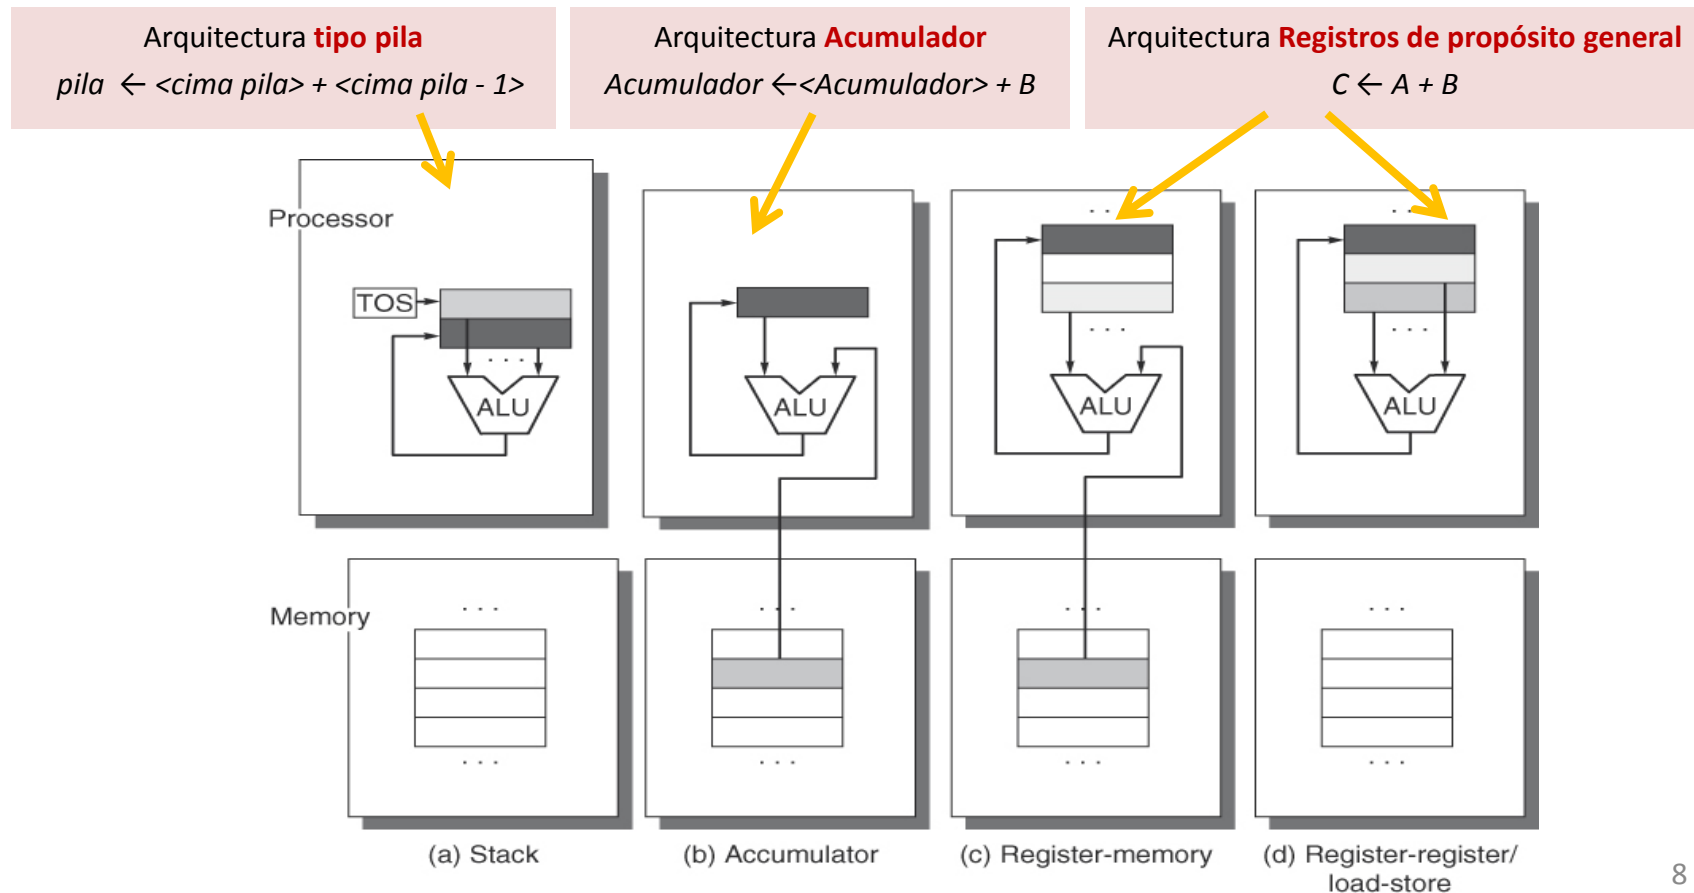 Arquitectura tipo pila
pila ← <cima pila> + <cima pila - 1>
Arquitectura Acumulador
Acumulador ←<Acumulador> + B
Arquitectura Registros de propósito general
C ← A + B
Processor
TOS
. . .
ALU
ALU
. .
. . .
ALU
. .
. . .
ALU
Memory
. . .
. . .
. . .
. . .
. . .
. . .
. . .
. . .
(a) Stack
(b) Accumulator
(c) Register-memory
(d) Register-register/
load-store
8